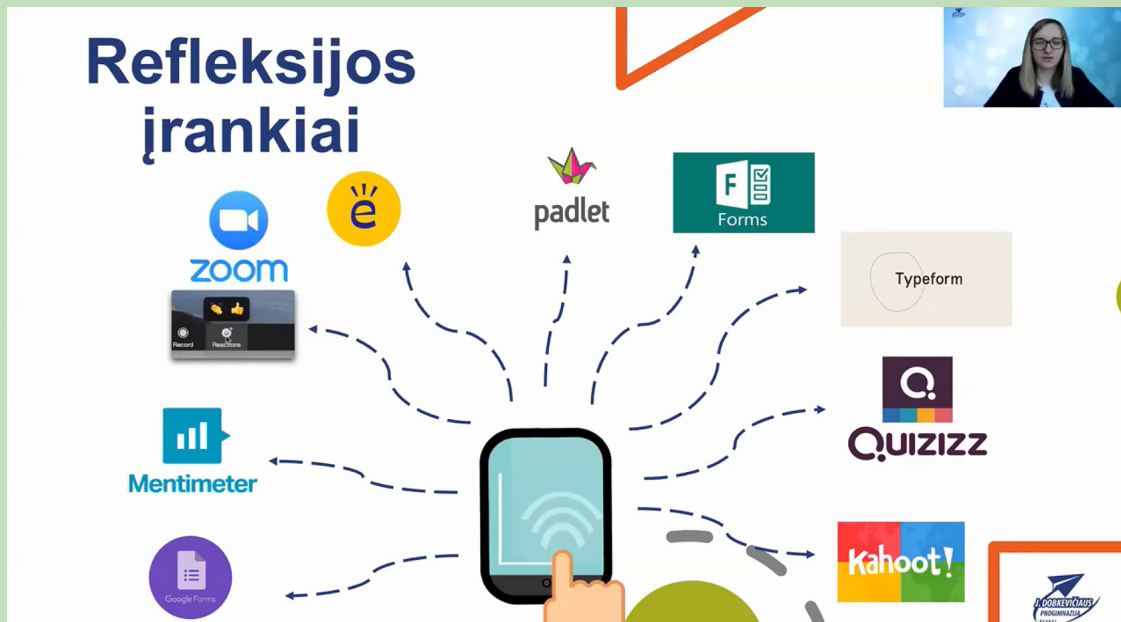 Refleksijos
įrankiai
zoom
Record
Reactions
ë
padlet
F
Forms
Typeform
QUIZIZZ
Mentimeter
Kahoot!
Google Forms
J. DOBKEVIČIAUS
PROGIMNAZIJA